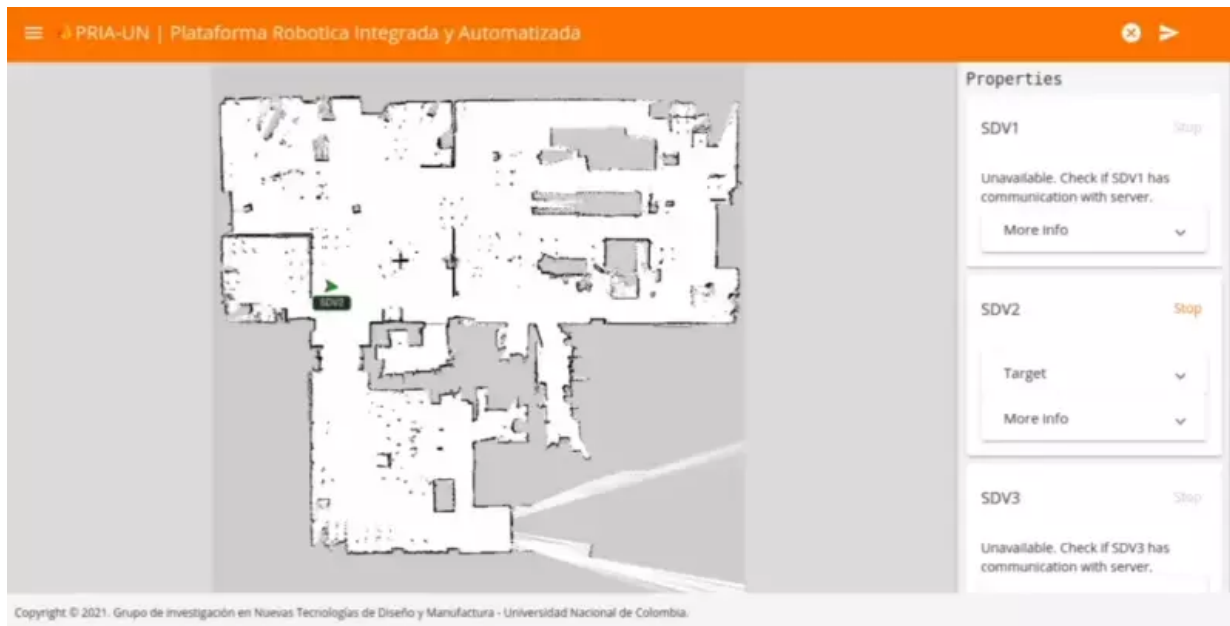 PRIA-UN | Plataforma Robotica Integrada y Automatizada
Properties
SDV1 Stop
Unavailable. Check if SDV1 has
communication with server.
More Info
SDV2 Stop
Target
More Info
SDV3 Stop
Unavailable. Check if SDV3 has
communication with server.
SDV2
Copyright © 2021. Grupo de investigación en Nuevas Tecnologías de Diseño y Manufactura - Universidad Nacional de Colombia.